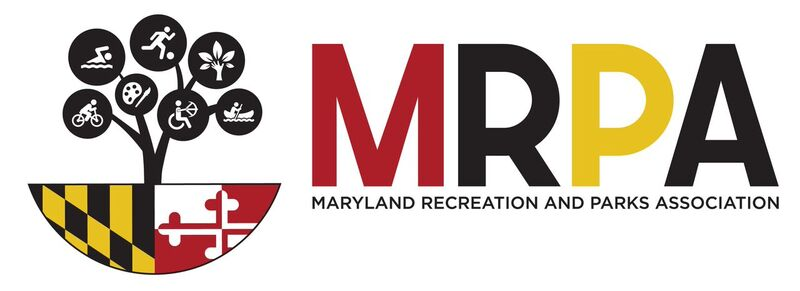 MRPA
MARYLAND RECREATION AND PARKS ASSOCIATION